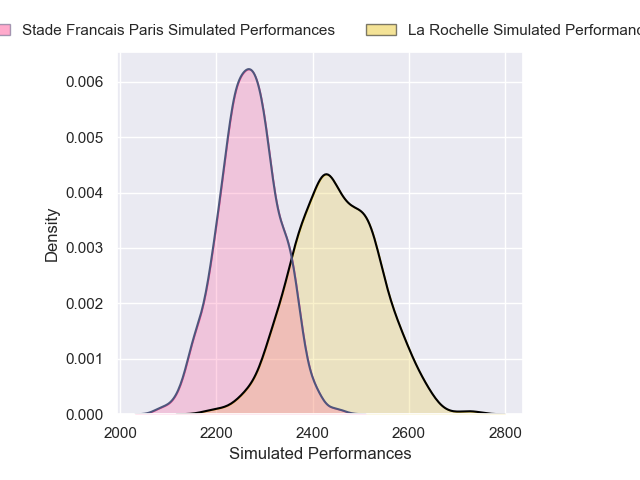 Stade Francais Paris Simulated Performances
La Rochelle Simulated
0.006
0.005
0.004
0.003
0.002
0.001
0.000
Density
2000 2200 2400 2600 2800
Simulated Performances